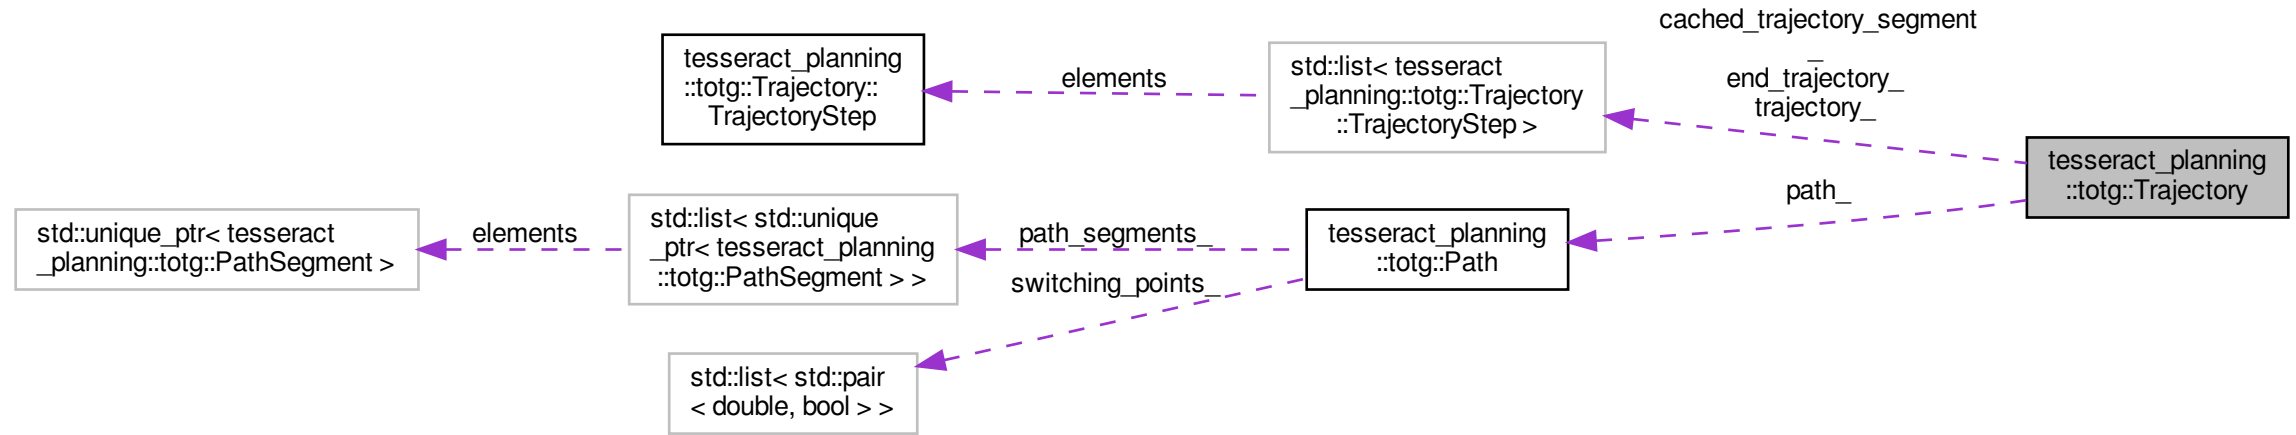 cached_trajectory_segment
_
end_trajectory_
trajectory_
tesseract_planning
::totg::Trajectory::
TrajectoryStep
elements
std::list< tesseract
_planning::totg::Trajectory
::TrajectoryStep >
tesseract_planning
::totg::Trajectory
path_
std::unique_ptr< tesseract
_planning::totg::PathSegment >
elements
std::list< std::unique
_ptr< tesseract_planning
::totg::PathSegment > >
path_segments_
tesseract_planning
::totg::Path
switching_points_
std::list< std::pair
< double, bool > >